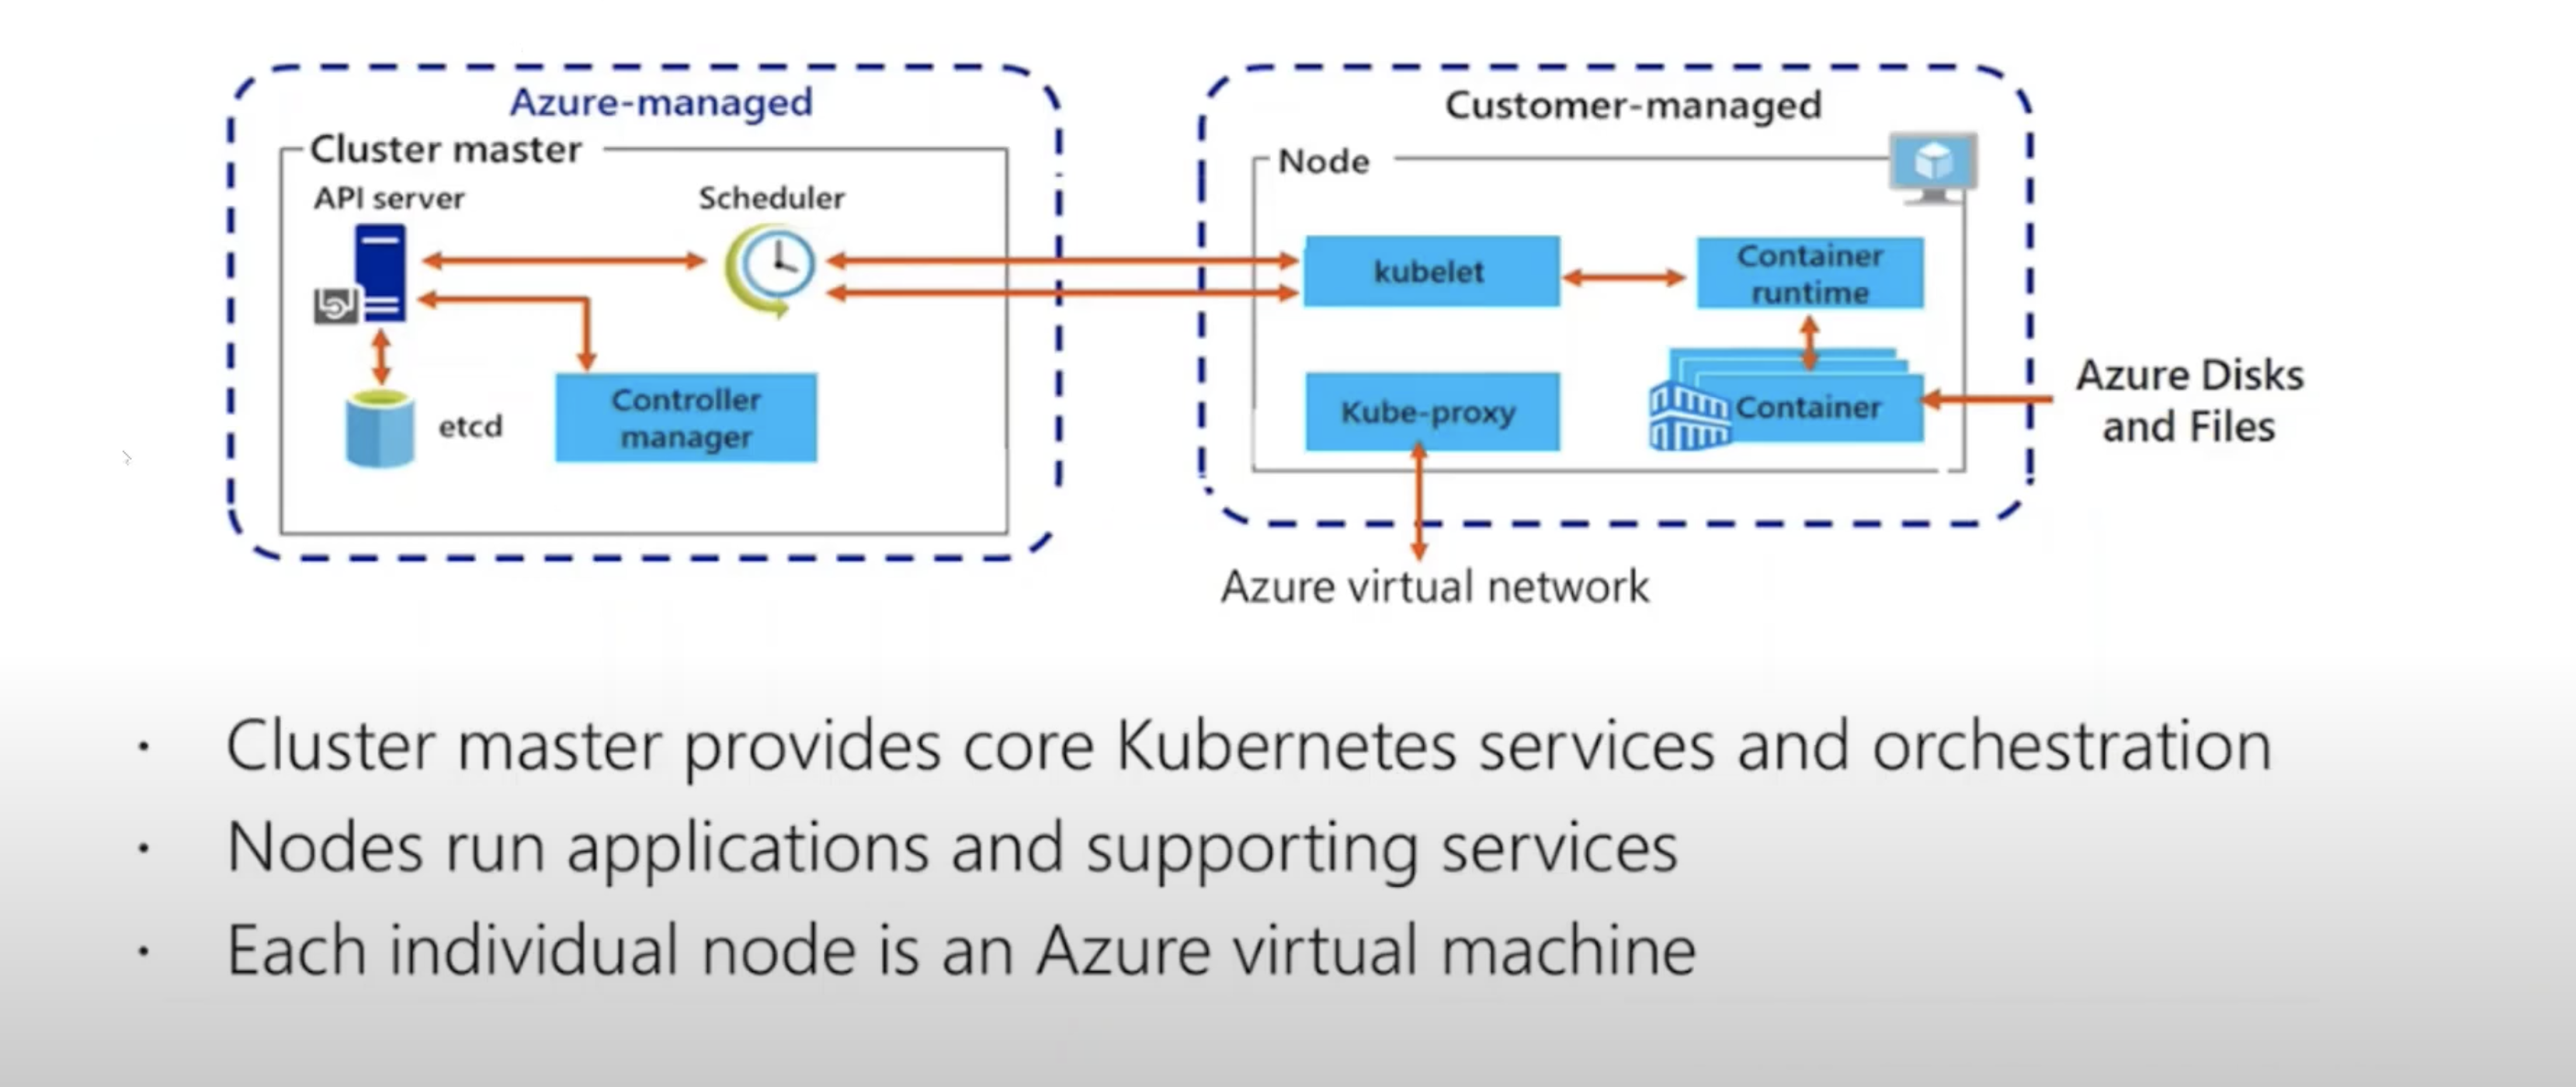 Azure-managed
Cluster master
API server
Scheduler
etcd
Controller
manager
Customer-managed
Node
kubelet
Container
runtime
Kube-proxy
Container
Azure Disks
and Files
Azure virtual network
· Cluster master provides core Kubernetes services and orchestration
· Nodes run applications and supporting services
· Each individual node is an Azure virtual machine